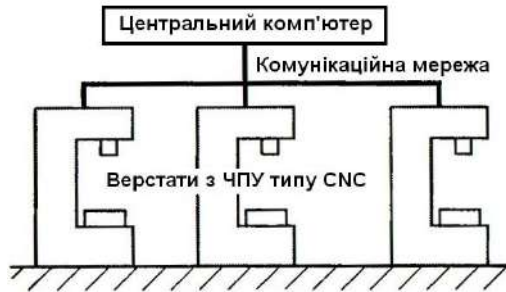 Центральний комп'ютер
Комунікаційна мережа
Верстати з ЧПУ типу CNC